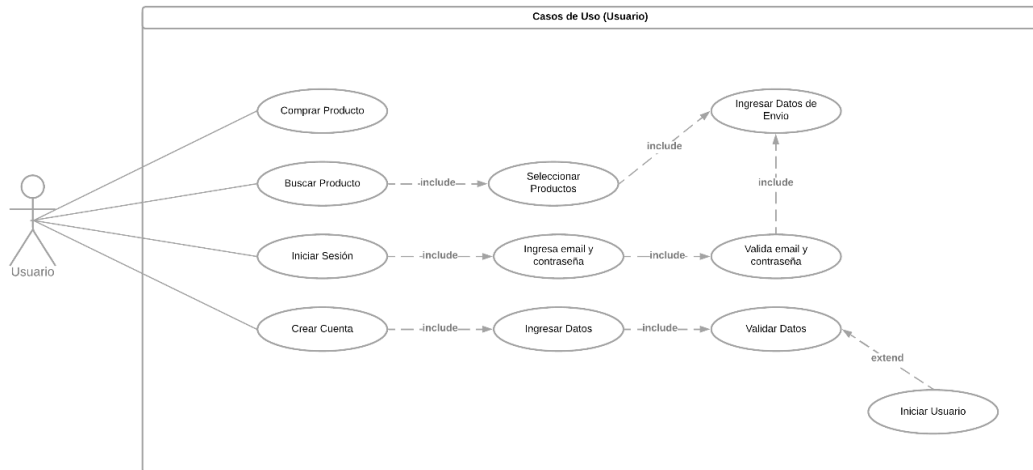 Casos de Uso (Usuario)
Comprar Producto
Ingresar Datos de
Envio
include
Buscar Producto
include
Seleccionar
Productos
include
Usuario
Iniciar Sesión
include
Ingresa email y
contraseña
include
Valida email y
contraseña
Crear Cuenta
include
Ingresar Datos
include
Validar Datos
extend
Iniciar Usuario